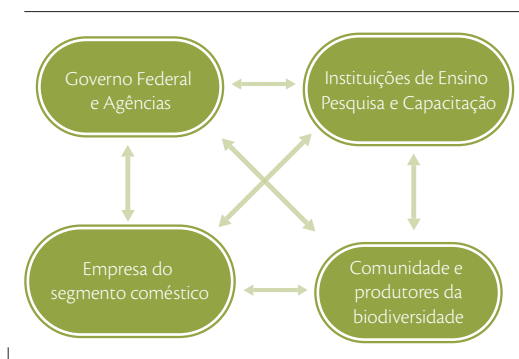 Governo Federal
e Agências
Instituições de Ensino
Pesquisa e Capacitação
Empresa do
segmento coméstico
Comunidade e
produtores da
biodiversidade